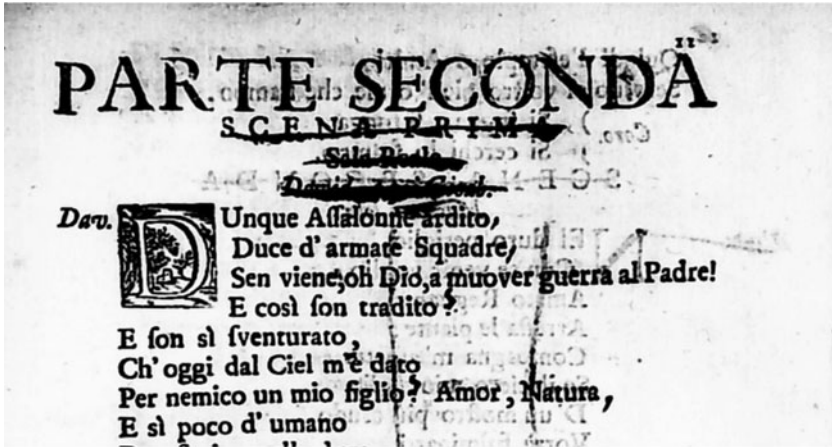 PARTE SECONDA
SCENA PRIMA
Sala Reale.
Dav. DUnque Aſſalonne ardito,
Duce d' armate Squadre,
Sen viene, oh Dio, a muover guerra al Padre!
E così ſon tradito?
E ſon sì ſventurato,
Ch' oggi dal Ciel m'è dato
Per nemico un mio figlio? Amor, Natura,
E sì poco d' umano